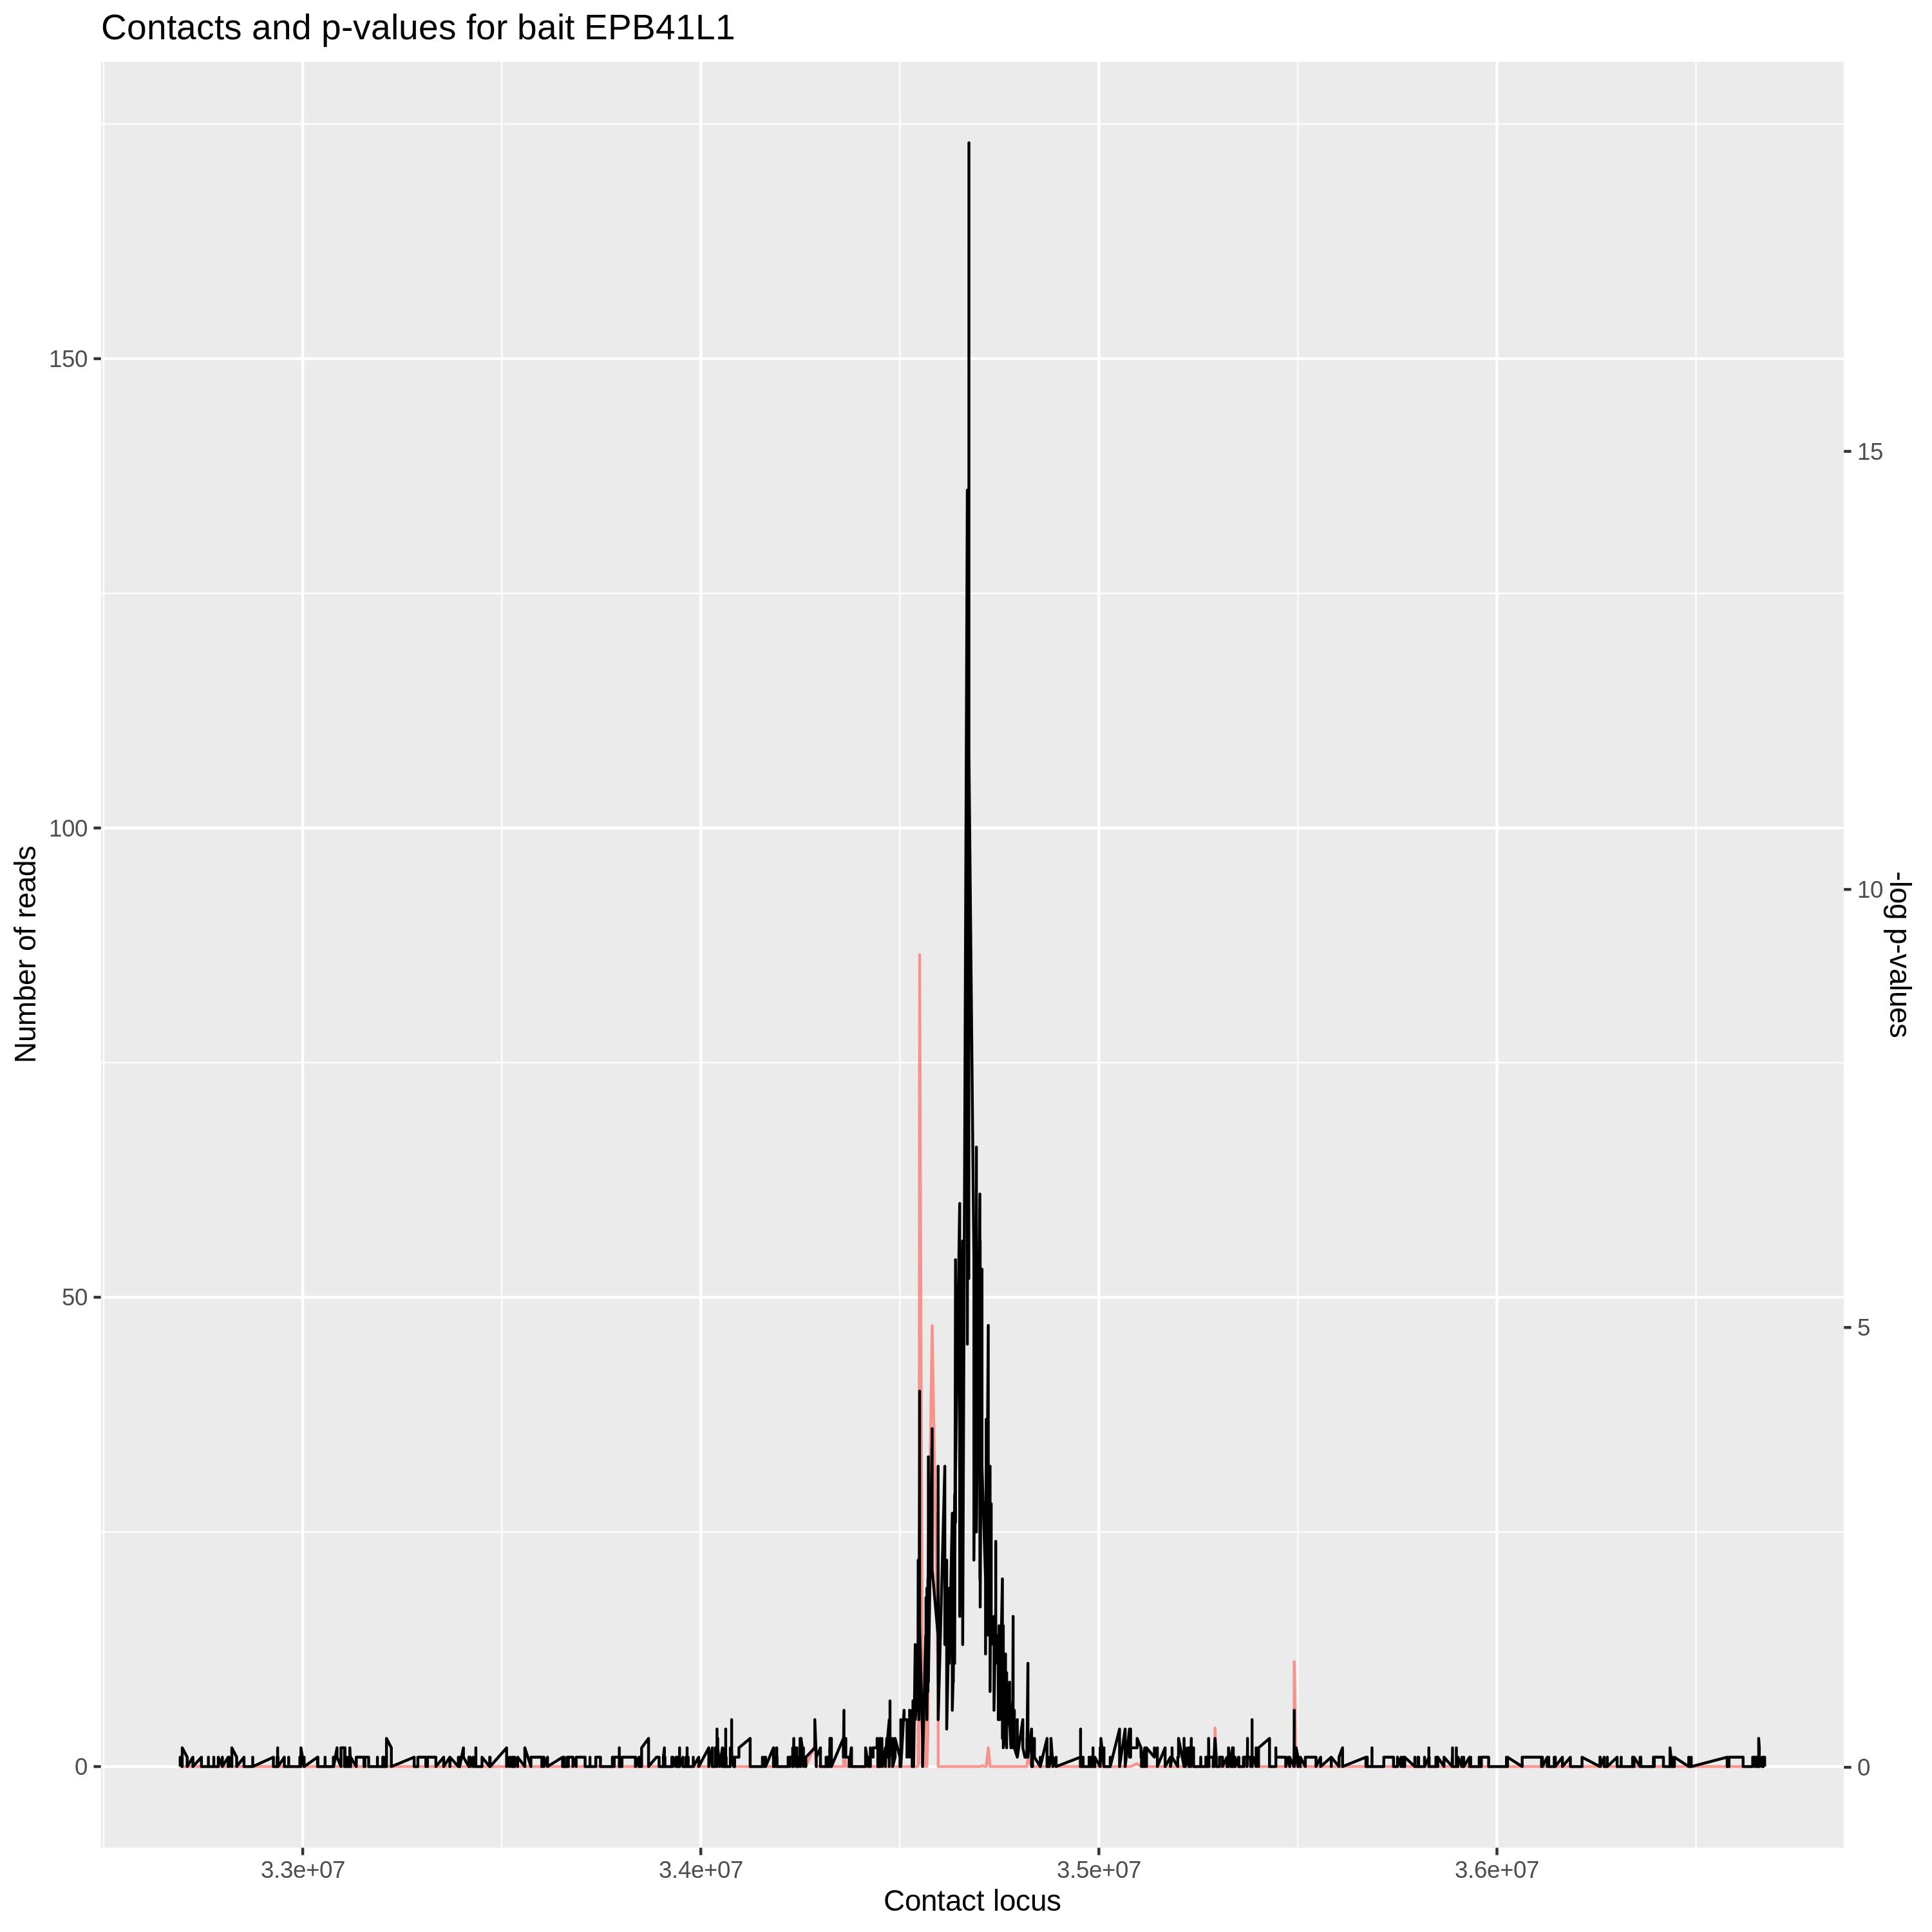 Contacts and p-values for bait EPB41L1
150
100
50
0
Number of reads
15
10
5
0
-log p-values
3.3e+07
3.4e+07
3.5e+07
3.6e+07
Contact locus